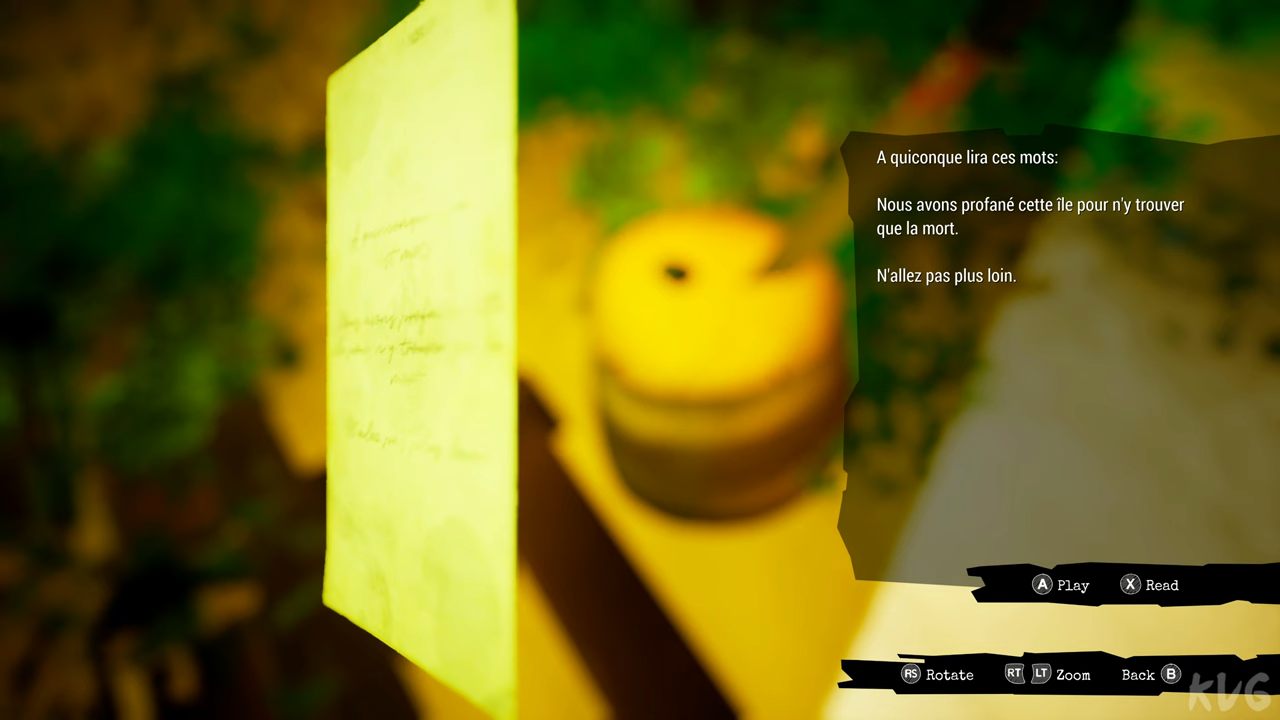 A quiconque lira ces mots:
Nous avons profané cette île pour n'y trouver
que la mort.
N'allez pas plus loin.
A Play X Read
RS Rotate RT LT Zoom Back B
KVG